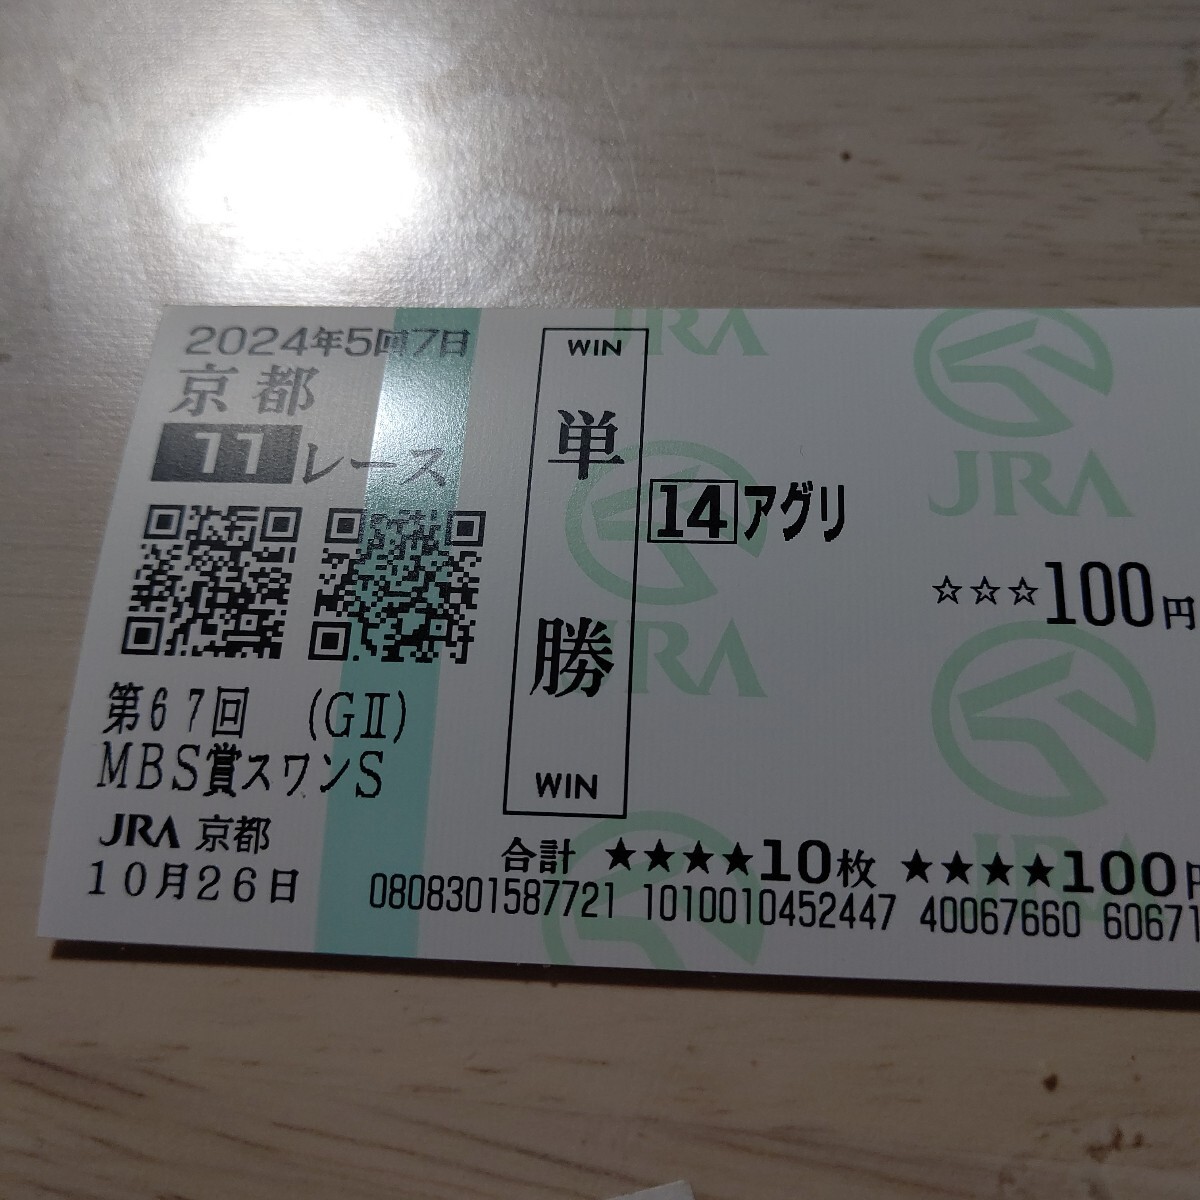 2024年5回7日
京都
11レース
第67回 (GⅡ)
MBS賞スワンS
JRA 京都
10月26日
WIN
単勝
WIN
14 アグリ
☆☆☆100円
合計 ★★★★10枚 ★★★★100円
0808301587721 1010010452447 40067660 60671
JRA
JRA
JRA
JRA